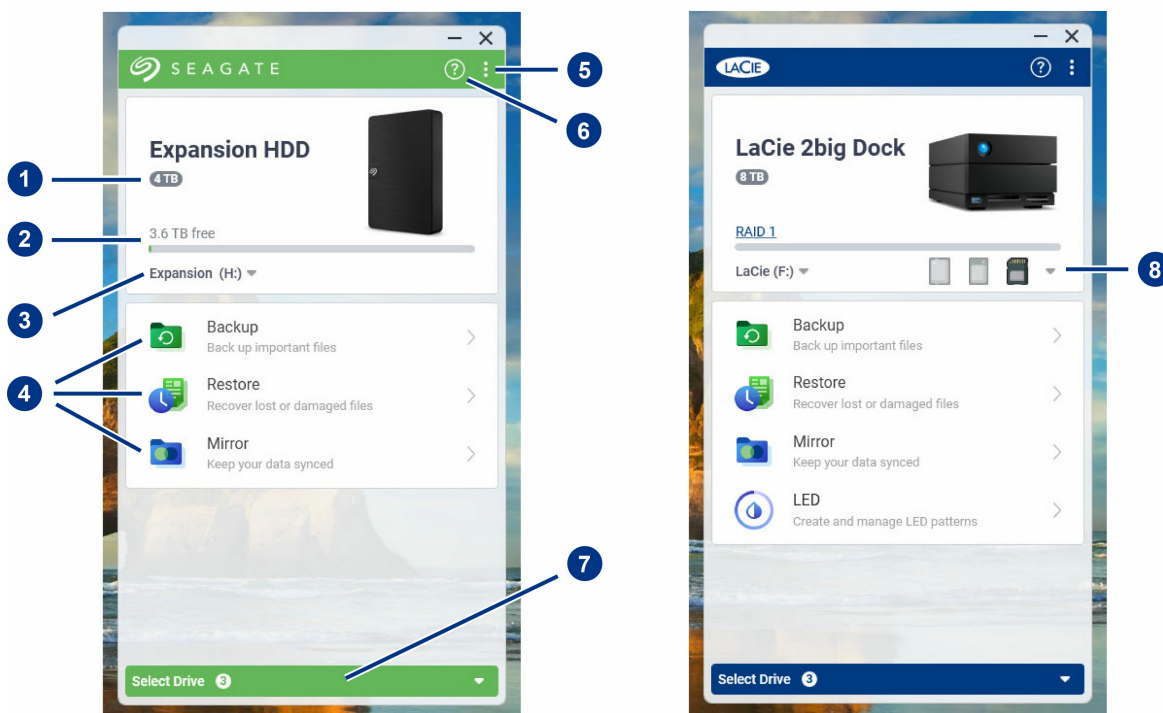 SEAGATE
Expansion HDD
4 TB
3.6 TB free
Expansion (H:)
Backup
Back up important files
Restore
Recover lost or damaged files
Mirror
Keep your data synced
Select Drive 3
1
2
3
4
5
6
7
LACIE
LaCie 2big Dock
8 TB
RAID 1
LaCie (F:)
Backup
Back up important files
Restore
Recover lost or damaged files
Mirror
Keep your data synced
LED
Create and manage LED patterns
Select Drive 3
8